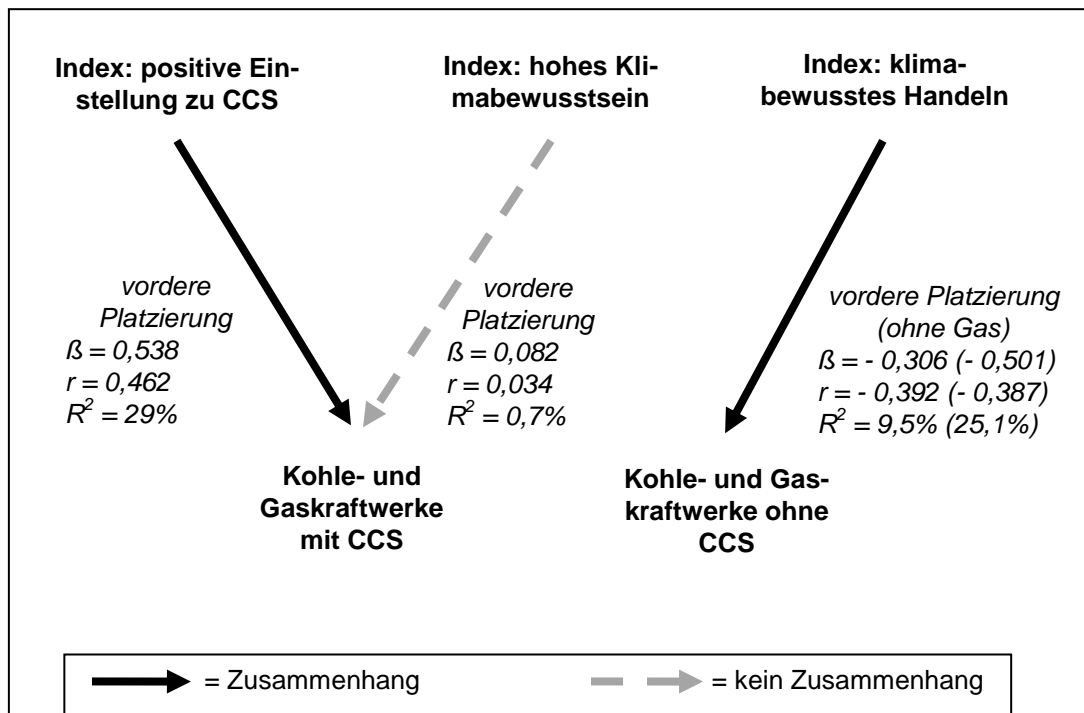 Index: positive Ein-
stellung zu CCS
Index: hohes Kli-
mabewusstsein
Index: klima-
bewusstes Handeln
vordere
Platzierung
ß = 0,538
r = 0,462
R² = 29%
vordere
Platzierung
ß = 0,082
r = 0,034
R² = 0,7%
vordere Platzierung
(ohne Gas)
ß = - 0,306 (- 0,501)
r = - 0,392 (- 0,387)
R² = 9,5% (25,1%)
Kohle- und
Gaskraftwerke
mit CCS
Kohle- und Gas-
kraftwerke ohne
CCS
= Zusammenhang
= kein Zusammenhang